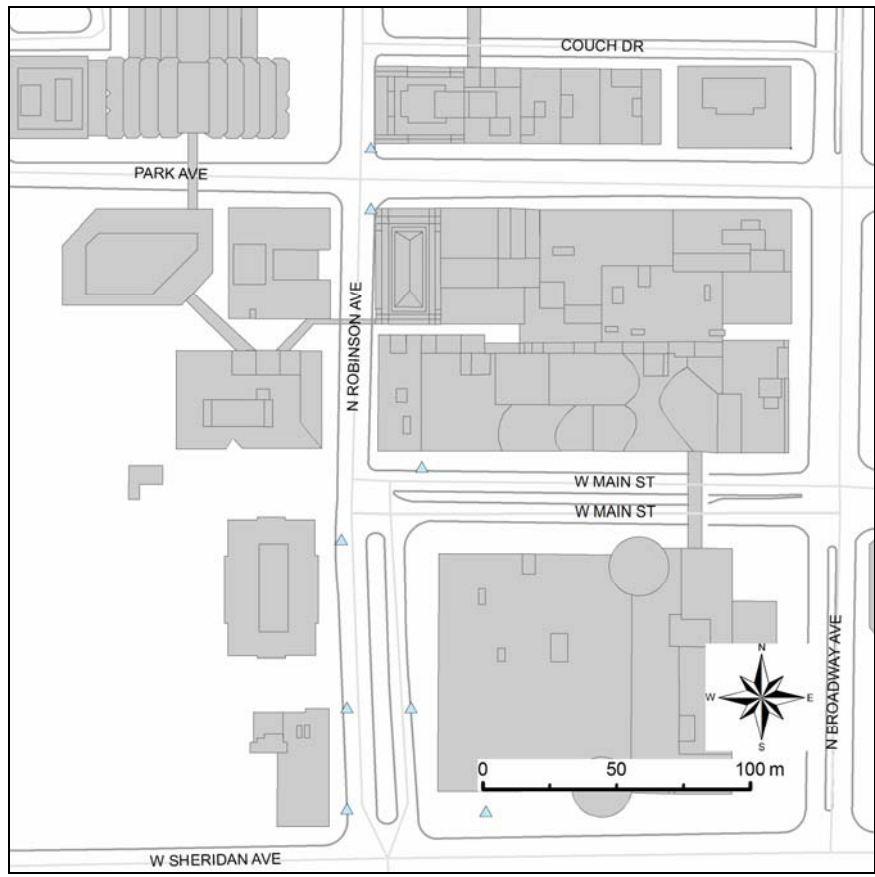 COUCH DR
PARK AVE
N ROBINSON AVE
W MAIN ST
W MAIN ST
N BROADWAY AVE
N
W E
S
0 50 100 m
W SHERIDAN AVE